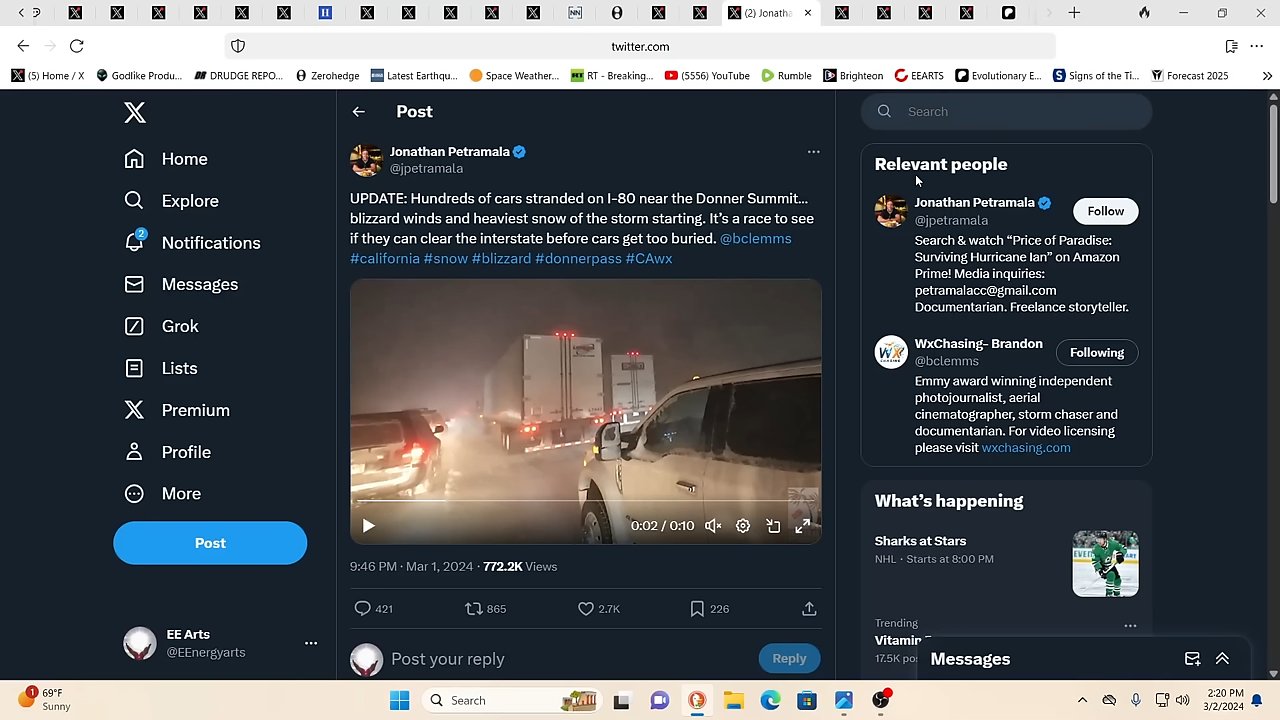 (2) Jonatha
twitter.com
(5) Home / X
Godlike Produ...
DRUDGE REPO...
Zerohedge
Latest Earthqu...
Space Weather...
RT - Breaking...
(5556) YouTube
Rumble
Brighteon
EEARTS
Evolutionary E...
Signs of the Ti...
Forecast 2025
Home
Explore
2
Notifications
Messages
Grok
Lists
Premium
Profile
More
Post
EE Arts
@EEnergyarts
Post
Jonathan Petramala
@jpetramala
UPDATE: Hundreds of cars stranded on I-80 near the Donner Summit...
blizzard winds and heaviest snow of the storm starting. It's a race to see
if they can clear the interstate before cars get too buried. @bclemms
#california #snow #blizzard #donnerpass #CAwx
0:02 / 0:10
9:46 PM · Mar 1, 2024 · 772.2K Views
421
865
2.7K
226
Post your reply
Reply
Search
Relevant people
Jonathan Petramala
@jpetramala
Follow
Search & watch “Price of Paradise:
Surviving Hurricane Ian” on Amazon
Prime! Media inquiries:
petramalacc@gmail.com
Documentarian. Freelance storyteller.
WxChasing- Brandon
@bclemms
Following
Emmy award winning independent
photojournalist, aerial
cinematographer, storm chaser and
documentarian. For video licensing
please visit wxchasing.com
What's happening
Sharks at Stars
NHL · Starts at 8:00 PM
Trending
Vitamin
17.5K pos
Messages
1
69°F
Sunny
Search
2:20 PM
3/2/2024